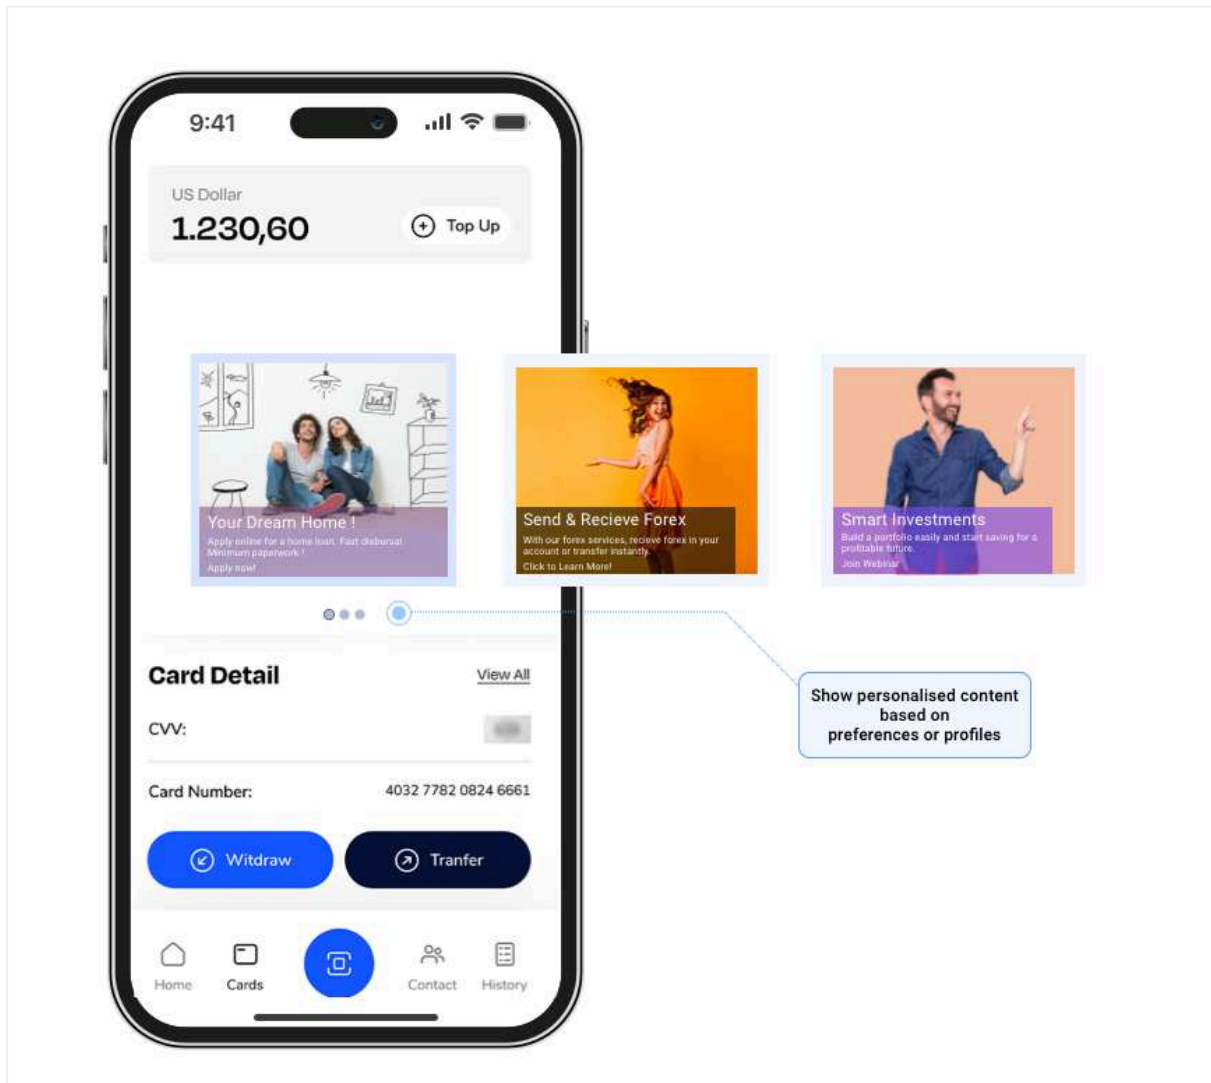 9:41
US Dollar
1.230,60
Top Up
Your Dream Home !
Apply online for a home loan. Fast disbursal.
Minimum paperwork !
Apply now!
Send & Recieve Forex
With our forex services, recieve forex in your
account or transfer instantly.
Click to Learn More!
Smart Investments
Build a portfolio easily and start saving for a
profitable future.
Join Webinar
Card Detail
View All
CVV:
Card Number:
4032 7782 0824 6661
Witdraw
Tranfer
Home
Cards
Contact
History
Show personalised content
based on
preferences or profiles